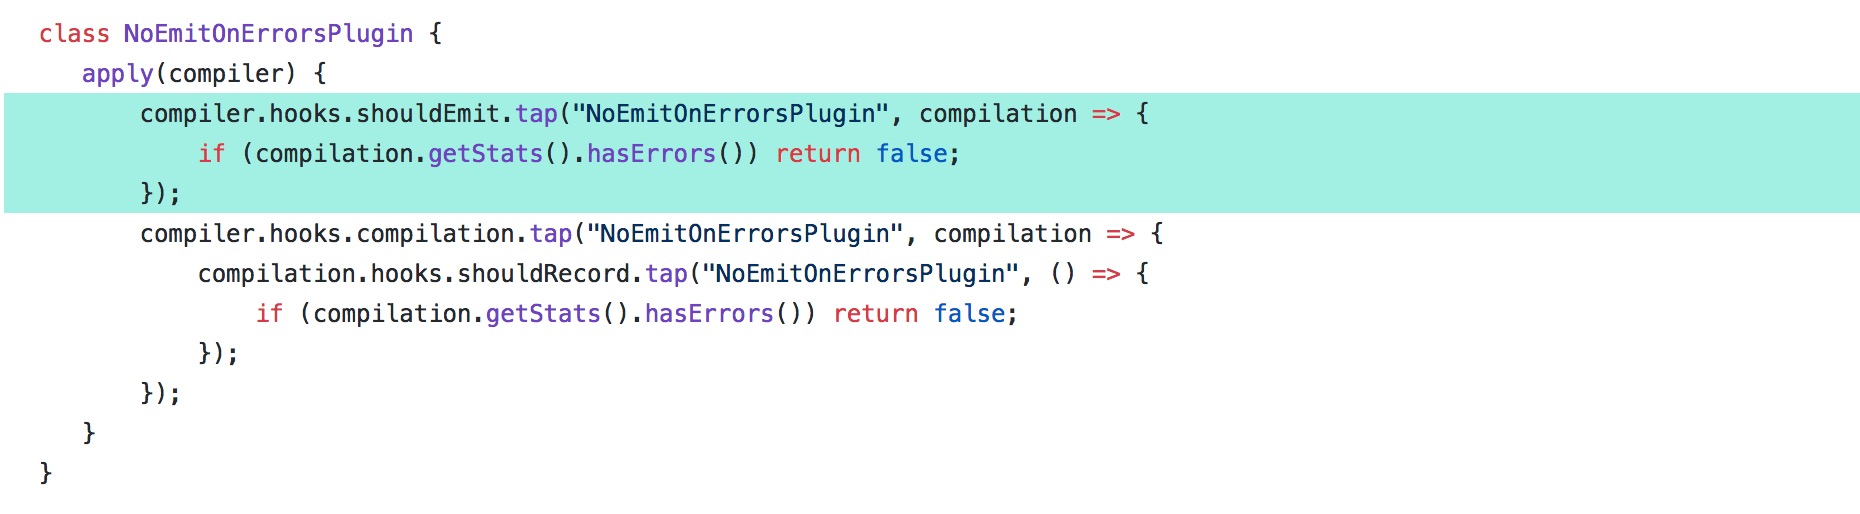 class NoEmitOnErrorsPlugin {
apply(compiler) {
compiler.hooks.shouldEmit.tap("NoEmitOnErrorsPlugin", compilation => {
if (compilation.getStats().hasErrors()) return false;
});
compiler.hooks.compilation.tap("NoEmitOnErrorsPlugin", compilation => {
compilation.hooks.shouldRecord.tap("NoEmitOnErrorsPlugin", () => {
if (compilation.getStats().hasErrors()) return false;
});
});
}
}